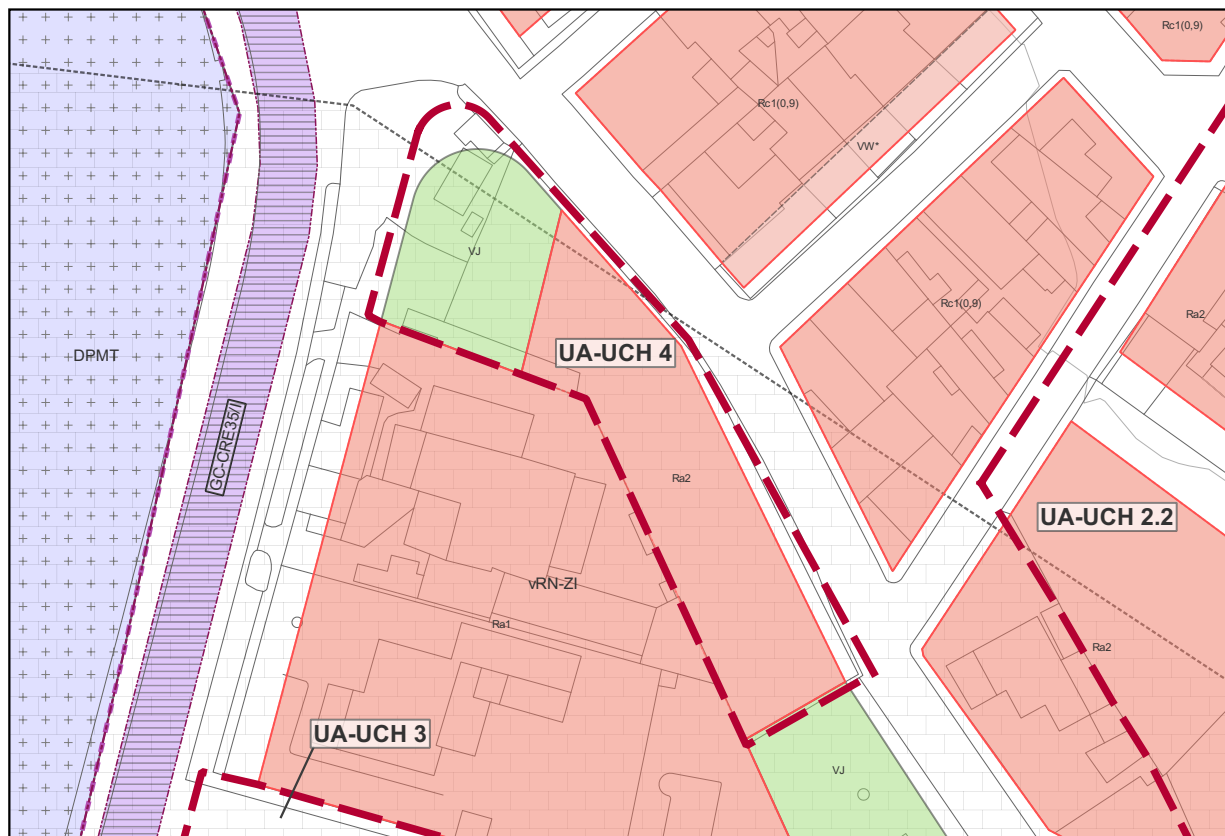 Rc1(0,9)
Rc1(0,9)
VW*
VJ
Rc1(0,9)
Ra2
UA-UCH 4
DPMT
GC-CRE35/I
Ra2
UA-UCH 2.2
vRN-ZI
Ra1
Ra2
UA-UCH 3
VJ